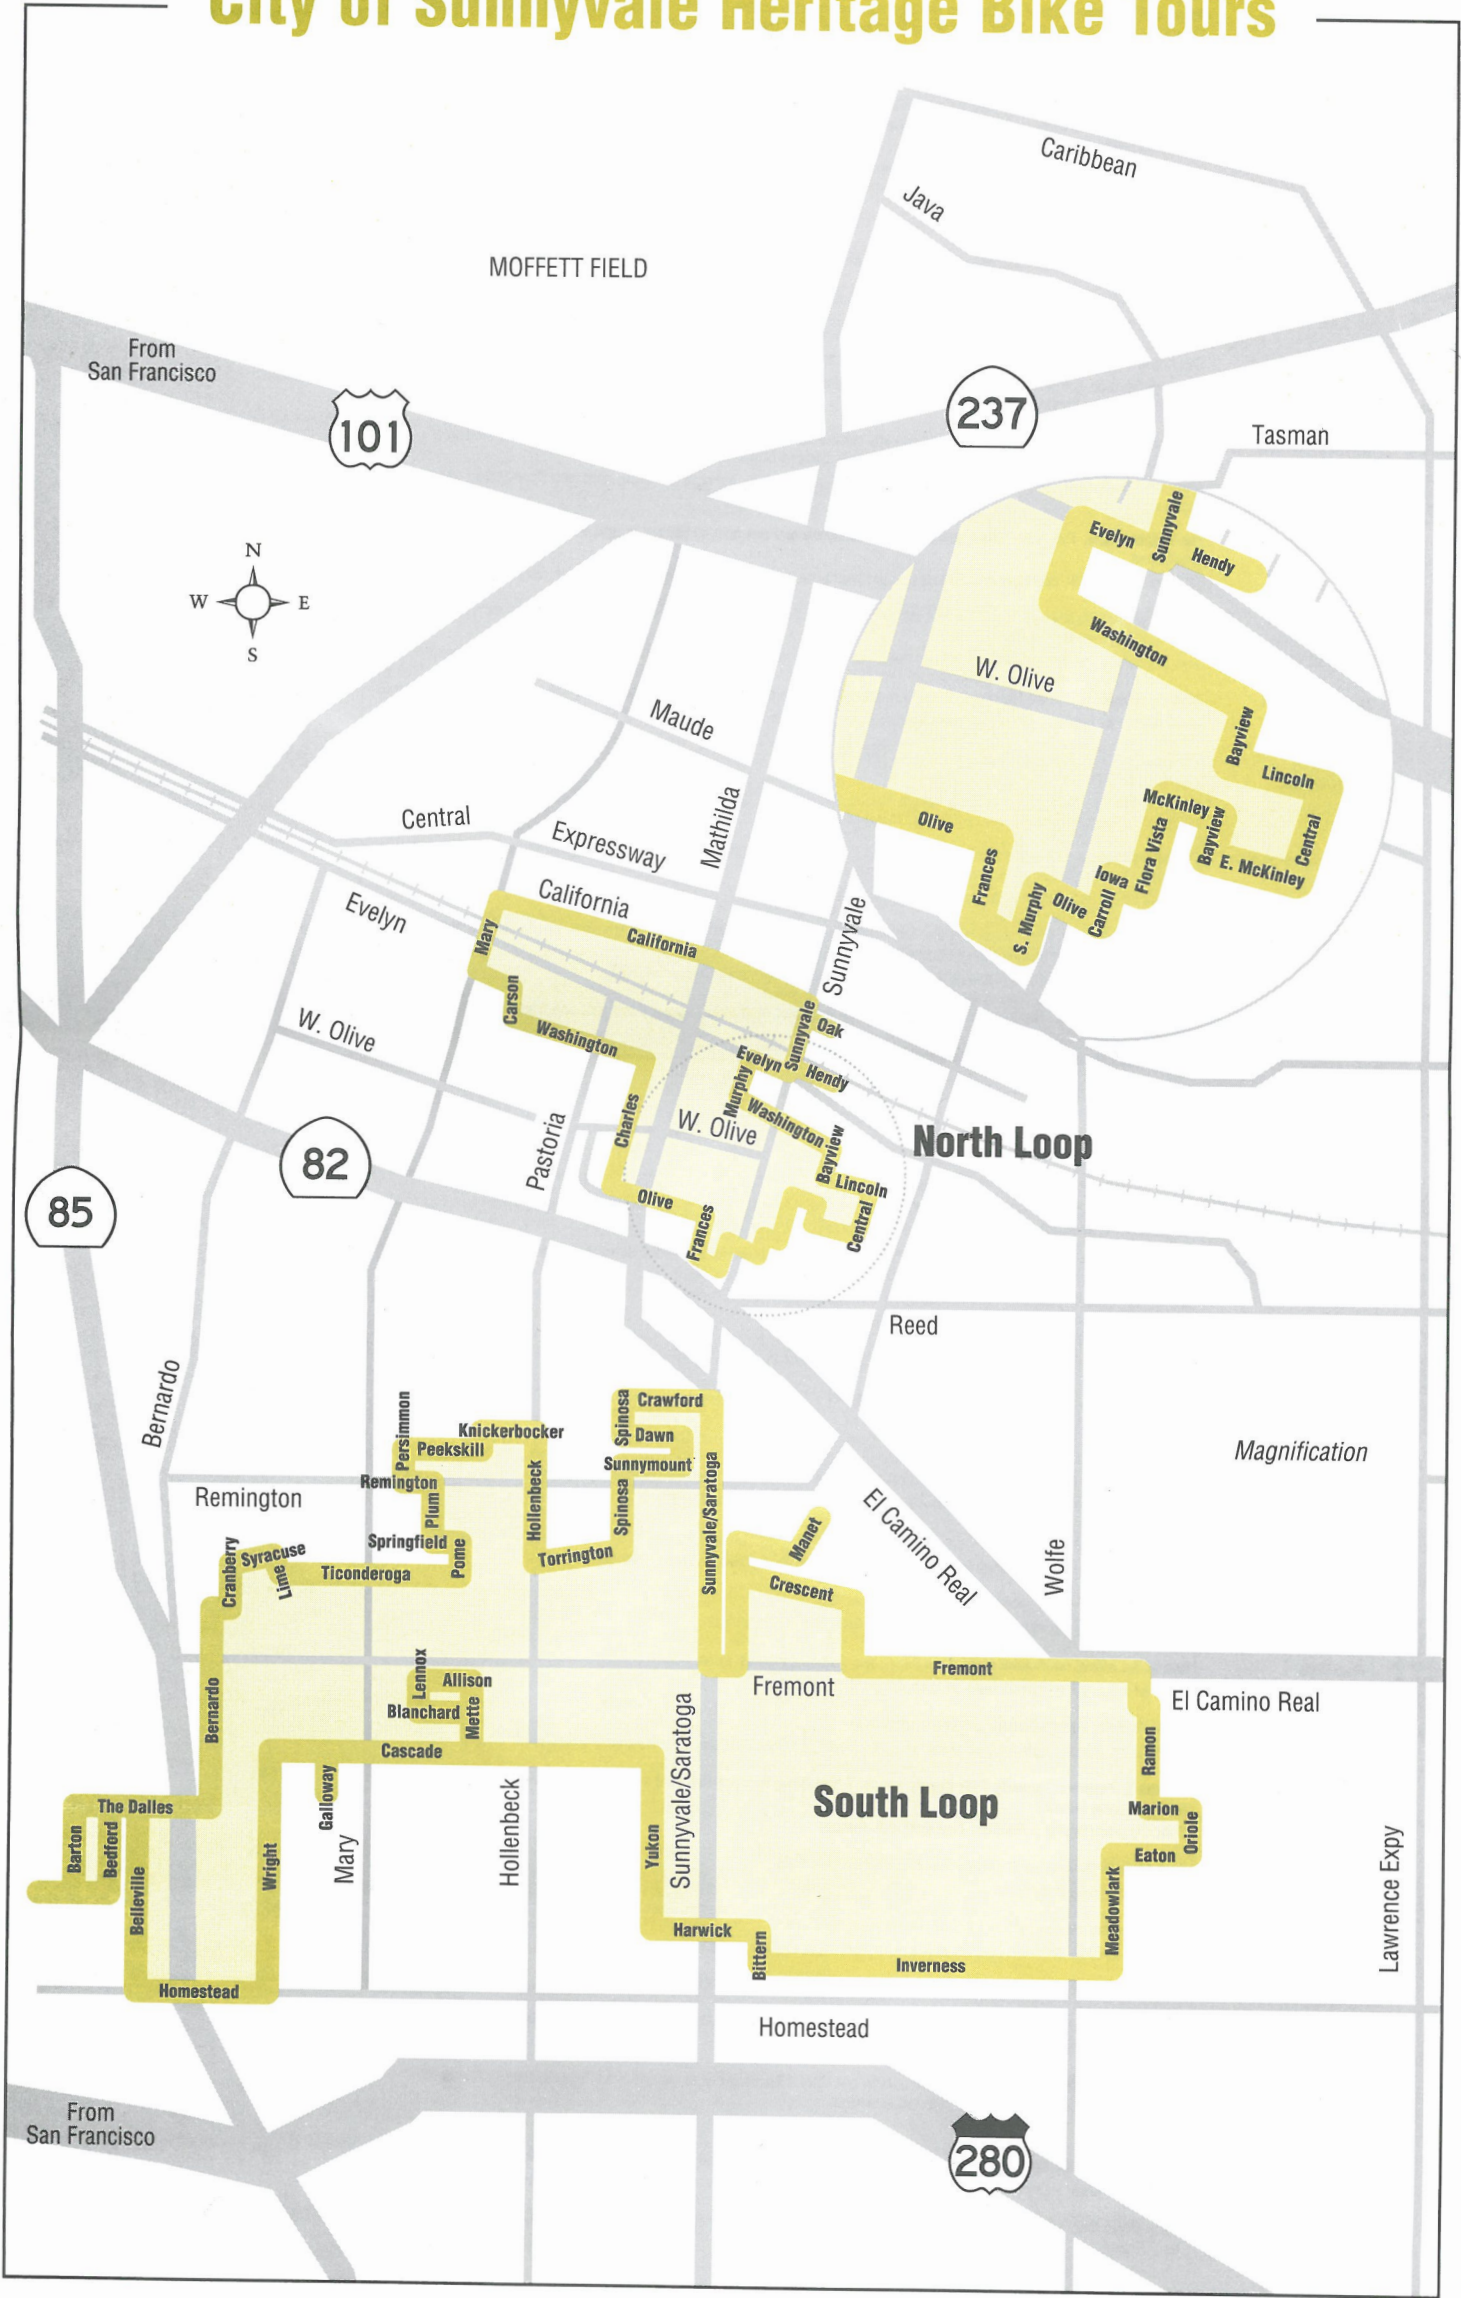 City of Sunnyvale Heritage Bike Tours
Caribbean
Java
MOFFETT FIELD
From
San Francisco
101
237
Tasman
N
W
E
S
Evelyn
Sunnyvale
Hendy
Washington
W. Olive
Bayview
Lincoln
McKinley
Bayview
Central
E. McKinley
Flora Vista
Iowa
Carroll
Olive
S. Murphy
Frances
Olive
Maude
Mathilda
Central
Expressway
California
California
Evelyn
Mary
Carson
Washington
Sunnyvale
Sunnyvale
Oak
Evelyn
Hendy
Murphy
Washington
W. Olive
W. Olive
Charles
Pastoria
Bayview
Lincoln
Central
Olive
Frances
North Loop
82
85
Reed
Bernardo
Persimmon
Knickerbocker
Peekskill
Spinosa
Crawford
Dawn
Sunnymount
Remington
Remington
Plum
Hollenbeck
Spinosa
Sunnyvale/Saratoga
Magnification
Springfield
Pome
Torrington
Manet
El Camino Real
Wolfe
Cranberry
Syracuse
Lime
Ticonderoga
Crescent
Lennox
Allison
Blanchard
Mette
Fremont
Fremont
El Camino Real
Bernardo
Cascade
Sunnyvale/Saratoga
Ramon
Galloway
Mary
Hollenbeck
South Loop
The Dalles
Barton
Bedford
Belleville
Wright
Yukon
Marion
Oriole
Eaton
Meadowlark
Lawrence Expy
Harwick
Bittern
Inverness
Homestead
Homestead
From
San Francisco
280